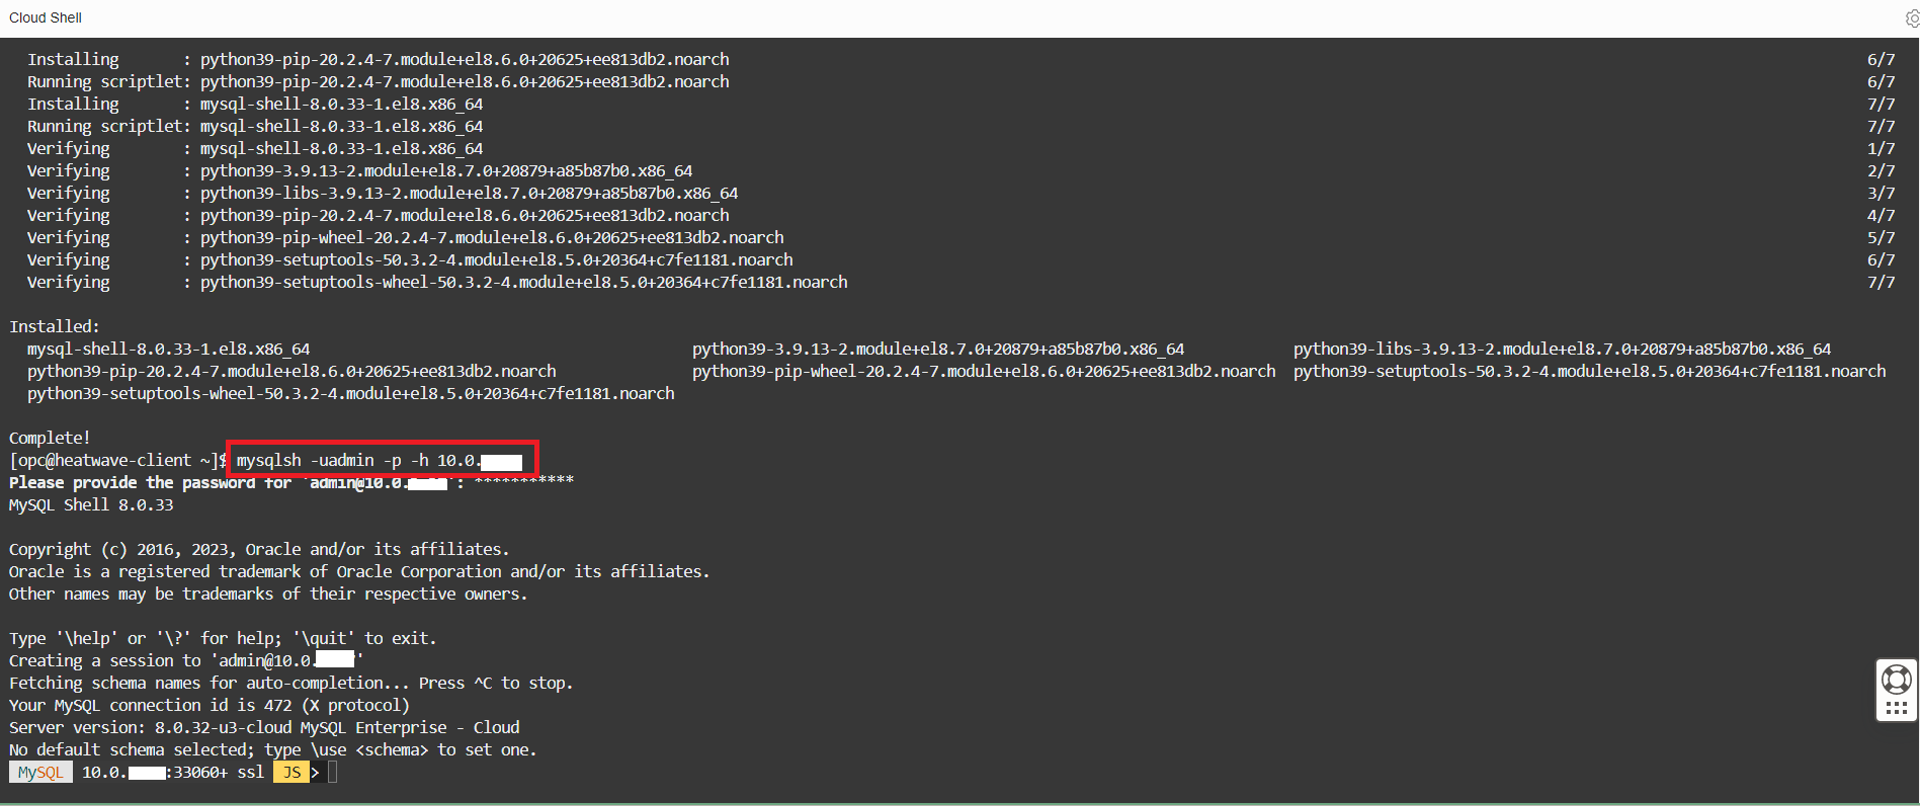 Cloud Shell
Installing : python39-pip-20.2.4-7.module+el8.6.0+20625+ee813db2.noarch 6/7
Running scriptlet: python39-pip-20.2.4-7.module+el8.6.0+20625+ee813db2.noarch 6/7
Installing : mysql-shell-8.0.33-1.el8.x86_64 7/7
Running scriptlet: mysql-shell-8.0.33-1.el8.x86_64 7/7
Verifying : mysql-shell-8.0.33-1.el8.x86_64 1/7
Verifying : python39-3.9.13-2.module+el8.7.0+20879+a85b87b0.x86_64 2/7
Verifying : python39-libs-3.9.13-2.module+el8.7.0+20879+a85b87b0.x86_64 3/7
Verifying : python39-pip-20.2.4-7.module+el8.6.0+20625+ee813db2.noarch 4/7
Verifying : python39-pip-wheel-20.2.4-7.module+el8.6.0+20625+ee813db2.noarch 5/7
Verifying : python39-setuptools-50.3.2-4.module+el8.5.0+20364+c7fe1181.noarch 6/7
Verifying : python39-setuptools-wheel-50.3.2-4.module+el8.5.0+20364+c7fe1181.noarch 7/7
Installed:
mysql-shell-8.0.33-1.el8.x86_64 python39-3.9.13-2.module+el8.7.0+20879+a85b87b0.x86_64 python39-libs-3.9.13-2.module+el8.7.0+20879+a85b87b0.x86_64
python39-pip-20.2.4-7.module+el8.6.0+20625+ee813db2.noarch python39-pip-wheel-20.2.4-7.module+el8.6.0+20625+ee813db2.noarch python39-setuptools-50.3.2-4.module+el8.5.0+20364+c7fe1181.noarch
python39-setuptools-wheel-50.3.2-4.module+el8.5.0+20364+c7fe1181.noarch
Complete!
[opc@heatwave-client ~]$ mysqlsh -uadmin -p -h 10.0.
Please provide the password for 'admin@10.0. ': ***********
MySQL Shell 8.0.33
Copyright (c) 2016, 2023, Oracle and/or its affiliates.
Oracle is a registered trademark of Oracle Corporation and/or its affiliates.
Other names may be trademarks of their respective owners.
Type '\help' or '\?' for help; '\quit' to exit.
Creating a session to 'admin@10.0. '
Fetching schema names for auto-completion... Press ^C to stop.
Your MySQL connection id is 472 (X protocol)
Server version: 8.0.32-u3-cloud MySQL Enterprise - Cloud
No default schema selected; type \use <schema> to set one.
MySQL 10.0. :33060+ ssl JS >